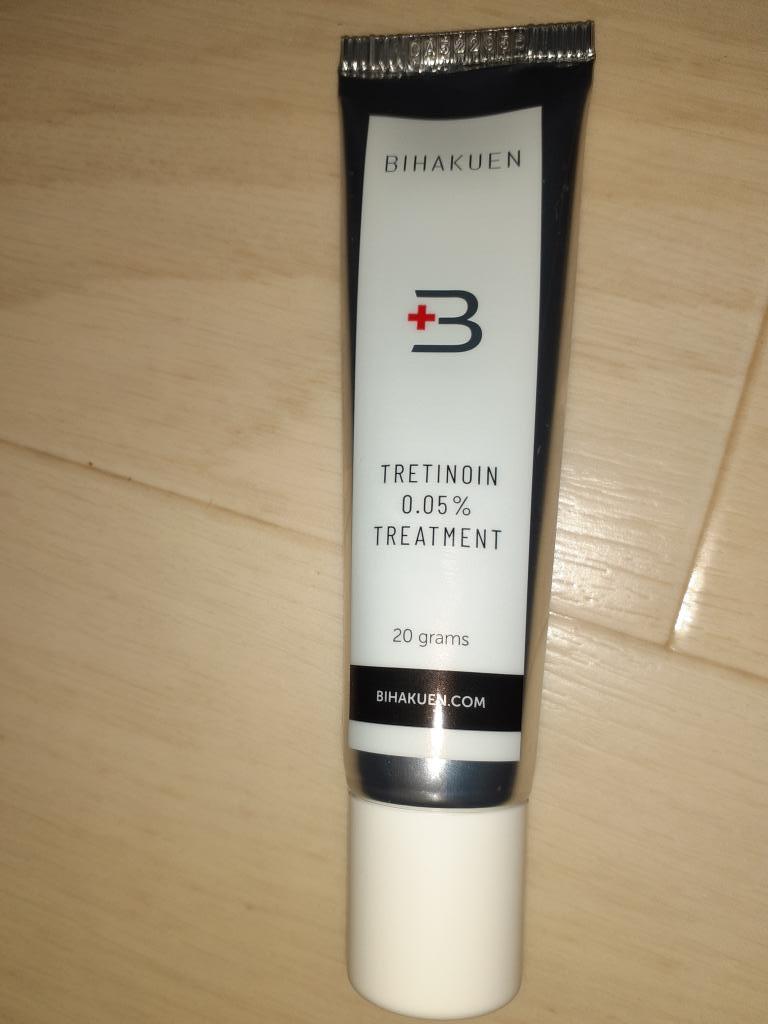 BIHAKUEN
B
TRETINOIN
0.05%
TREATMENT
20 grams
BIHAKUEN.COM